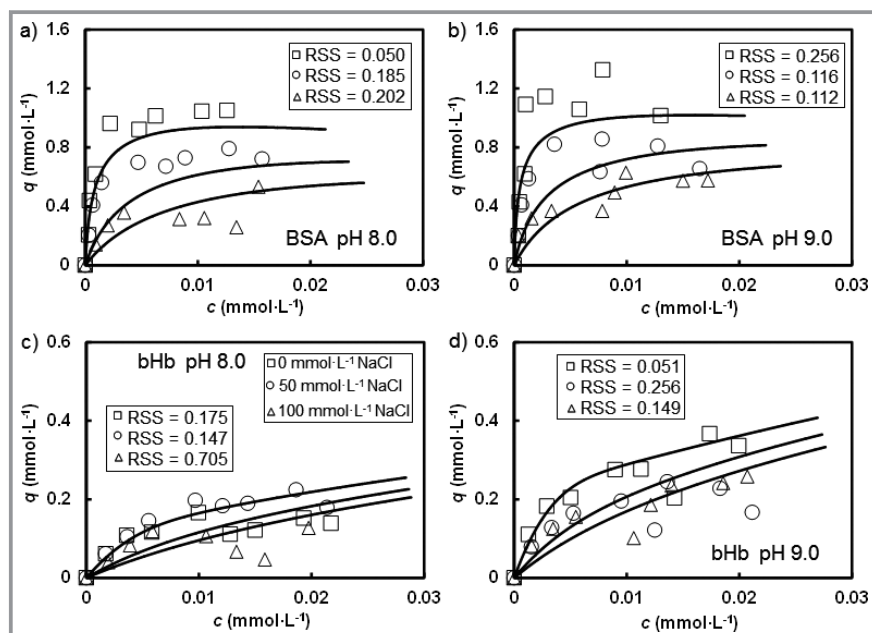 a)
1.6
1.2
0.8
0.4
0
q (mmol·L⁻¹)
□ RSS = 0.050
○ RSS = 0.185
△ RSS = 0.202
BSA pH 8.0
0 0.01 0.02 0.03
c (mmol·L⁻¹)
b)
1.6
1.2
0.8
0.4
0
q (mmol·L⁻¹)
□ RSS = 0.256
○ RSS = 0.116
△ RSS = 0.112
BSA pH 9.0
0 0.01 0.02 0.03
c (mmol·L⁻¹)
c)
0.6
0.4
0.2
0
q (mmol·L⁻¹)
bHb pH 8.0
□ 0 mmol·L⁻¹ NaCl
○ 50 mmol·L⁻¹ NaCl
△ 100 mmol·L⁻¹ NaCl
□ RSS = 0.175
○ RSS = 0.147
△ RSS = 0.705
0 0.01 0.02 0.03
c (mmol·L⁻¹)
d)
0.6
0.4
0.2
0
q (mmol·L⁻¹)
□ RSS = 0.051
○ RSS = 0.256
△ RSS = 0.149
bHb pH 9.0
0 0.01 0.02 0.03
c (mmol·L⁻¹)